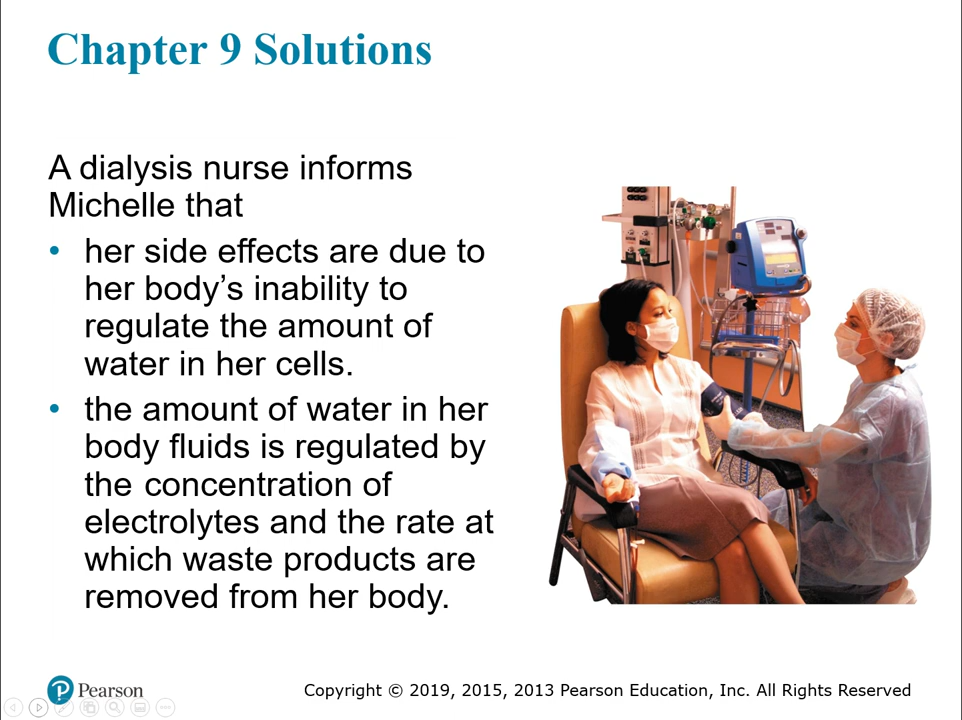 Chapter 9 Solutions
A dialysis nurse informs
Michelle that
• her side effects are due to
her body’s inability to
regulate the amount of
water in her cells.
• the amount of water in her
body fluids is regulated by
the concentration of
electrolytes and the rate at
which waste products are
removed from her body.
P Pearson
Copyright © 2019, 2015, 2013 Pearson Education, Inc. All Rights Reserved